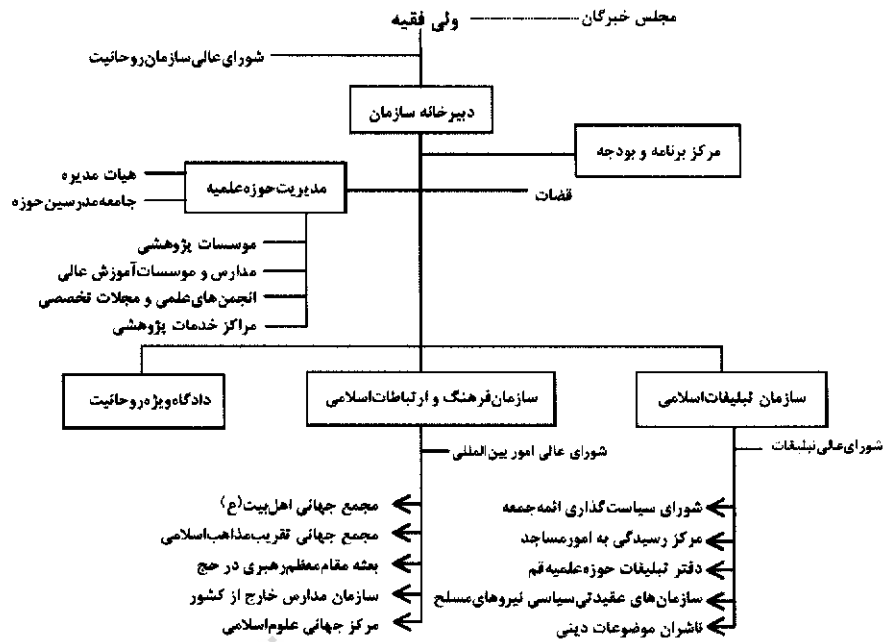 مجلس خبرگان
ولی فقیه
شورای عالی سازمان روحانیت
دبیرخانه سازمان
مرکز برنامه و بودجه
هیات مدیره
مدیریت حوزه علمیه
قضات
جامعه مدرسین حوزه
موسسات پژوهشی
مدارس و موسسات آموزش عالی
انجمن‌های علمی و مجلات تخصصی
مراکز خدمات پژوهشی
سازمان تبلیغات اسلامی
سازمان فرهنگ و ارتباطات اسلامی
دادگاه ویژه روحانیت
شورای عالی تبلیغات
شورای عالی امور بین‌المللی
شورای سیاست گذاری ائمه جمعه
مرکز رسیدگی به امور مساجد
دفتر تبلیغات حوزه علمیه قم
سازمان‌های عقیدتی سیاسی نیروهای مسلح
ناشران موضوعات دینی
مجمع جهانی اهل بیت (ع)
مجمع جهانی تقریب مذاهب اسلامی
بعثه مقام معظم رهبری در حج
سازمان مدارس خارج از کشور
مرکز جهانی علوم اسلامی